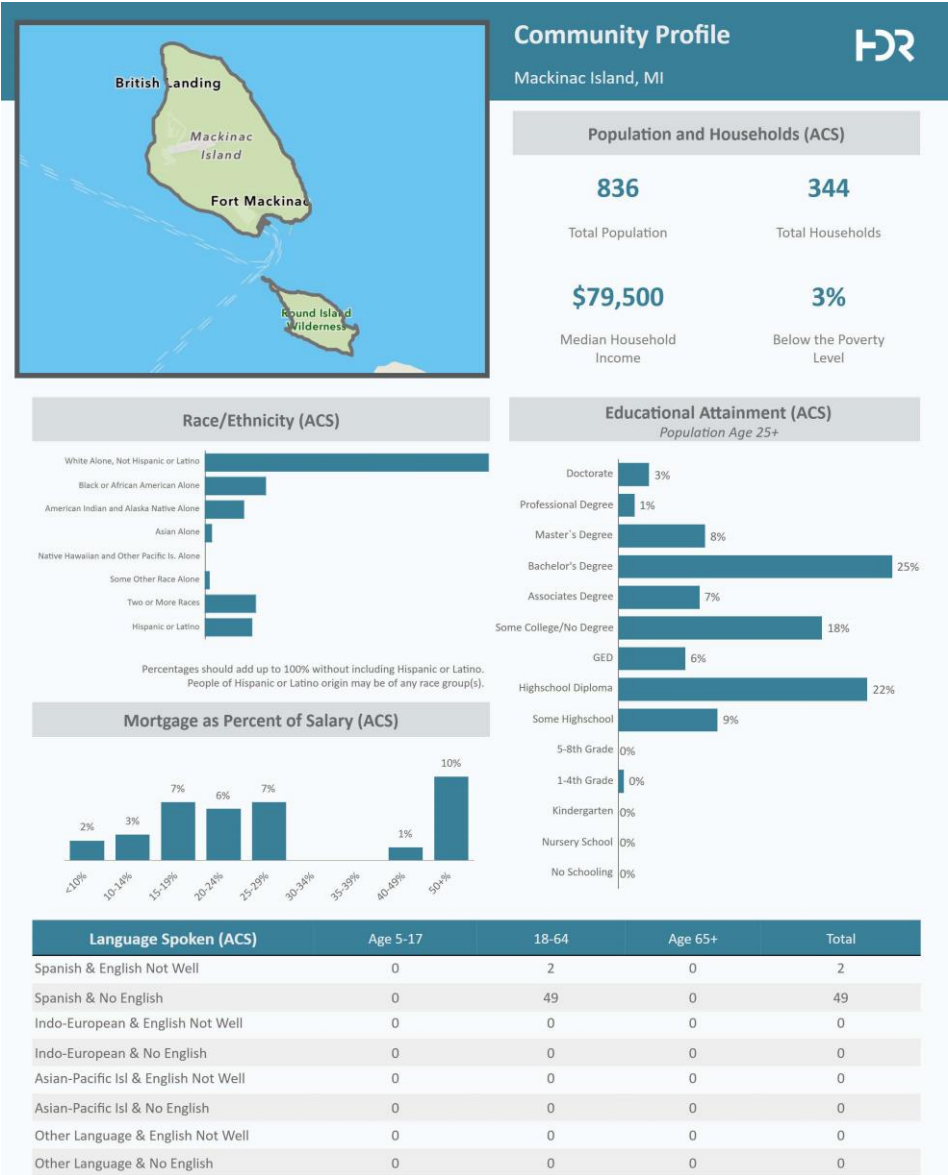 Community Profile
HDR
Mackinac Island, MI
British Landing
Mackinac
Island
Fort Mackinac
Round Island
Wilderness
Population and Households (ACS)
836
344
Total Population
Total Households
$79,500
3%
Median Household
Income
Below the Poverty
Level
Race/Ethnicity (ACS)
White Alone, Not Hispanic or Latino
Black or African American Alone
American Indian and Alaska Native Alone
Asian Alone
Native Hawaiian and Other Pacific Is. Alone
Some Other Race Alone
Two or More Races
Hispanic or Latino
Percentages should add up to 100% without including Hispanic or Latino.
People of Hispanic or Latino origin may be of any race group(s).
Educational Attainment (ACS)
Population Age 25+
Doctorate 3%
Professional Degree 1%
Master`s Degree 8%
Bachelor's Degree 25%
Associates Degree 7%
Some College/No Degree 18%
GED 6%
Highschool Diploma 22%
Some Highschool 9%
5-8th Grade 0%
1-4th Grade 0%
Kindergarten 0%
Nursery School 0%
No Schooling 0%
Mortgage as Percent of Salary (ACS)
2% 3% 7% 6% 7% 1% 10%
<10% 10-14% 15-19% 20-24% 25-29% 30-34% 35-39% 40-49% 50+%
Language Spoken (ACS) Age 5-17 18-64 Age 65+ Total
Spanish & English Not Well 0 2 0 2
Spanish & No English 0 49 0 49
Indo-European & English Not Well 0 0 0 0
Indo-European & No English 0 0 0 0
Asian-Pacific Isl & English Not Well 0 0 0 0
Asian-Pacific Isl & No English 0 0 0 0
Other Language & English Not Well 0 0 0 0
Other Language & No English 0 0 0 0